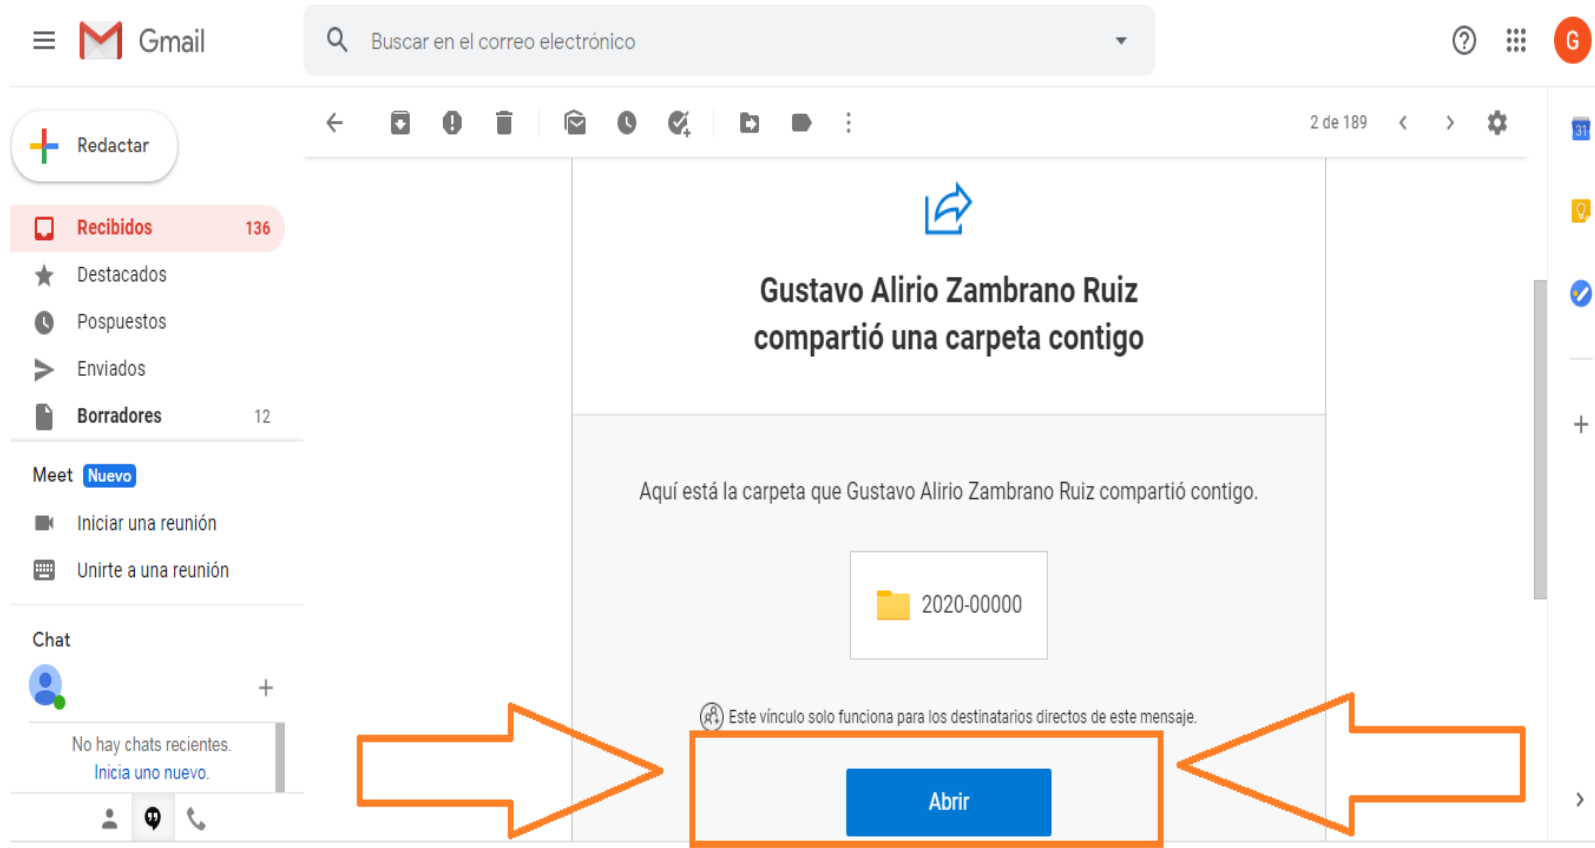 Gmail
Buscar en el correo electrónico
G
Redactar
2 de 189
31
Recibidos 136
Destacados
Pospuestos
Enviados
Borradores 12
Meet Nuevo
Iniciar una reunión
Unirte a una reunión
Chat
No hay chats recientes.
Inicia uno nuevo.
Gustavo Alirio Zambrano Ruiz
compartió una carpeta contigo
Aquí está la carpeta que Gustavo Alirio Zambrano Ruiz compartió contigo.
2020-00000
Este vínculo solo funciona para los destinatarios directos de este mensaje.
Abrir